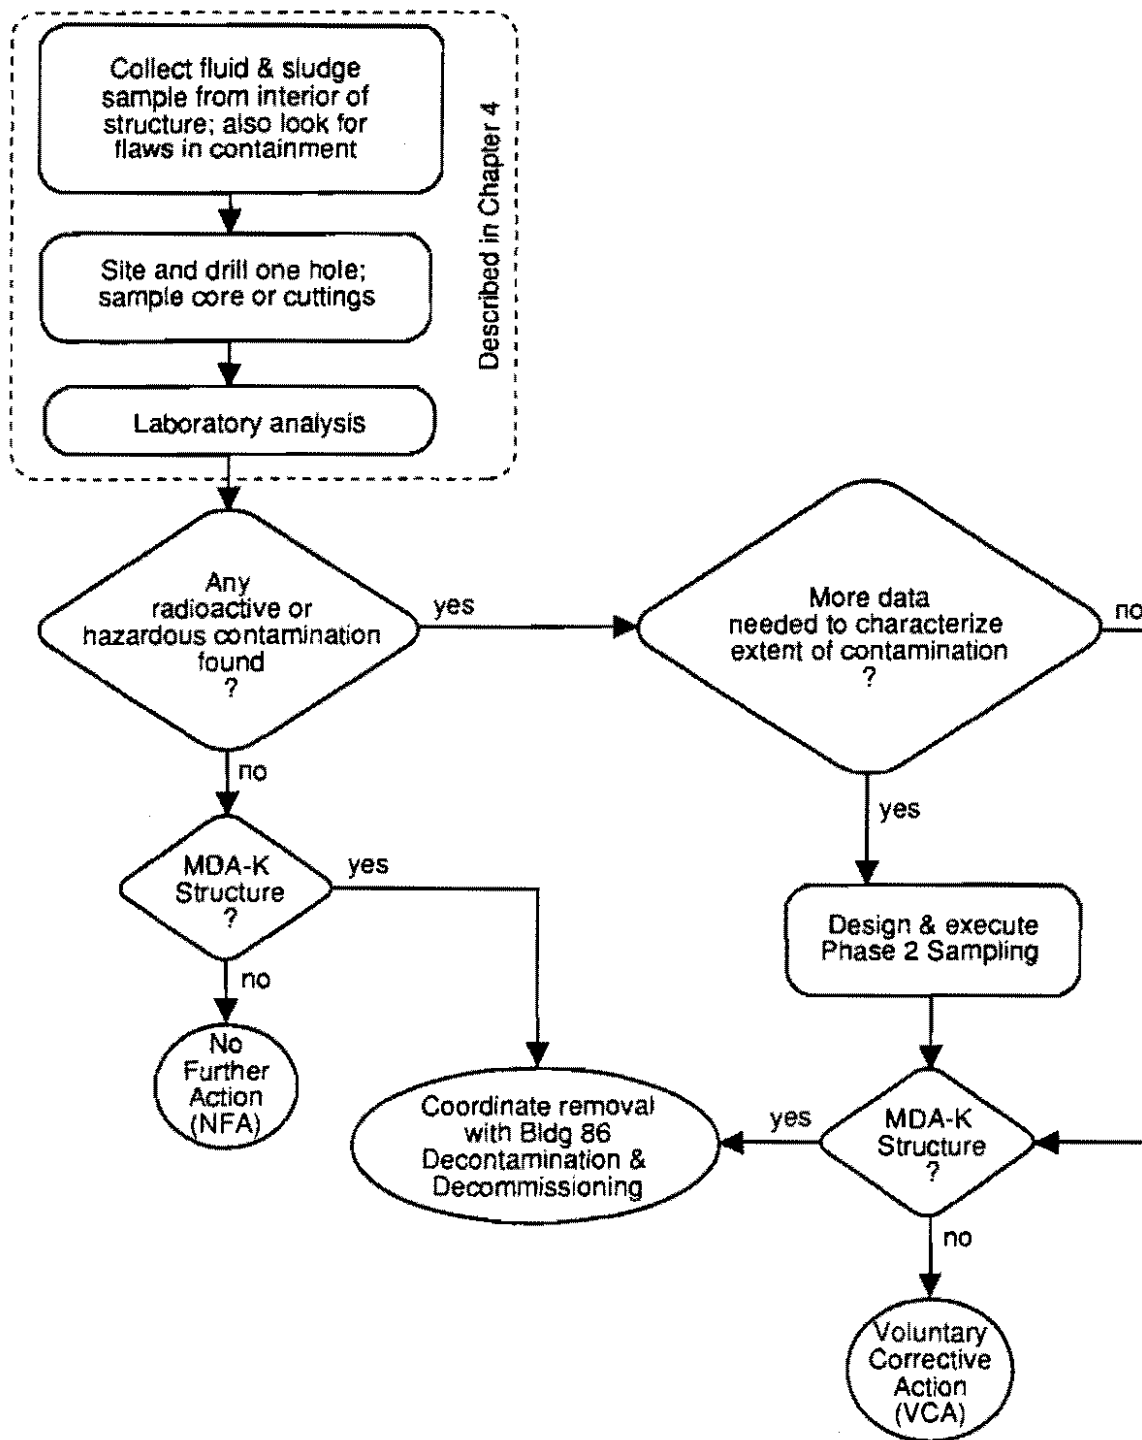 Collect fluid & sludge
sample from interior of
structure; also look for
flaws in containment
Described in Chapter 4
Site and drill one hole;
sample core or cuttings
Laboratory analysis
Any
radioactive or
hazardous contamination
found
?
yes
More data
needed to characterize
extent of contamination
?
no
no
yes
MDA-K
Structure
?
yes
Design & execute
Phase 2 Sampling
no
No
Further
Action
(NFA)
Coordinate removal
with Bldg 86
Decontamination &
Decommissioning
yes
MDA-K
Structure
?
no
Voluntary
Corrective
Action
(VCA)